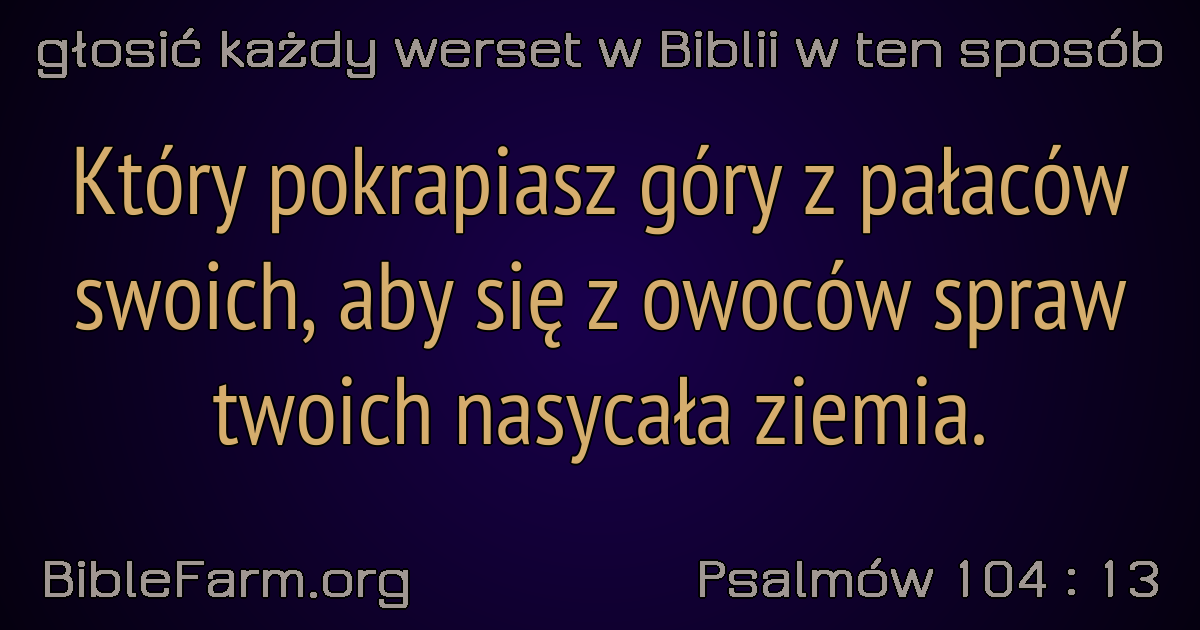 głosić każdy werset w Biblii w ten sposób
Który pokrapiasz góry z pałaców
swoich, aby się z owoców spraw
twoich nasycała ziemia.
BibleFarm.org
Psalmów 104 : 13